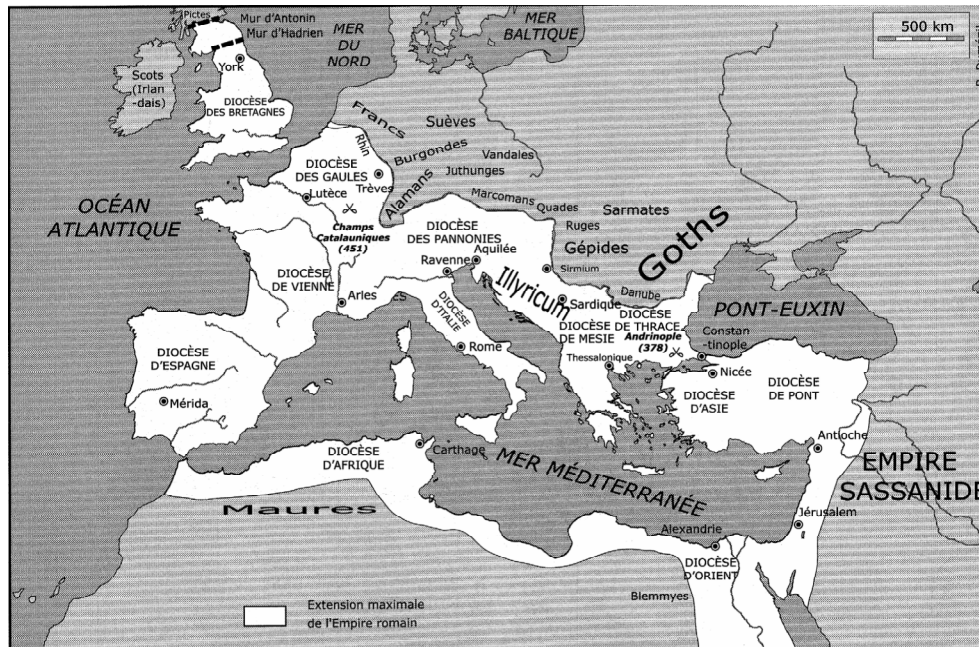 Pictes
Mur d'Antonin
Mur d'Hadrien
MER
DU
NORD
MER
BALTIQUE
500 km
York
Scots
(Irlan
-dais)
DIOCÈSE
DES BRETAGNES
Francs
Suèves
Rhin
Burgondes
Vandales
Juthunges
DIOCÈSE
DES GAULES
Lutèce
Trèves
Alamans
Marcomans
Quades
Sarmates
Ruges
Gépides
Goths
OCÉAN
ATLANTIQUE
Champs
Catalauniques
(451)
DIOCÈSE
DES PANNONIES
Aquilée
Ravenne
Sirmium
Illyricum
Danube
DIOCÈSE
DE VIENNE
Arles
ES
DIOCÈSE
D'ITALIE
Sardique
DIOCÈSE
DE MESIE
DIOCÈSE
DE THRACE
Andrinople
(378)
PONT-EUXIN
Constan
-tinople
DIOCÈSE
D'ESPAGNE
Rome
Thessalonique
Nicée
DIOCÈSE
D'ASIE
DIOCÈSE
DE PONT
Mérida
DIOCÈSE
D'AFRIQUE
Carthage
MER MÉDITERRANÉE
Antioche
EMPIRE
SASSANIDE
Maures
Jérusalem
Alexandrie
DIOCÈSE
D'ORIENT
Blemmyes
Extension maximale
de l'Empire romain